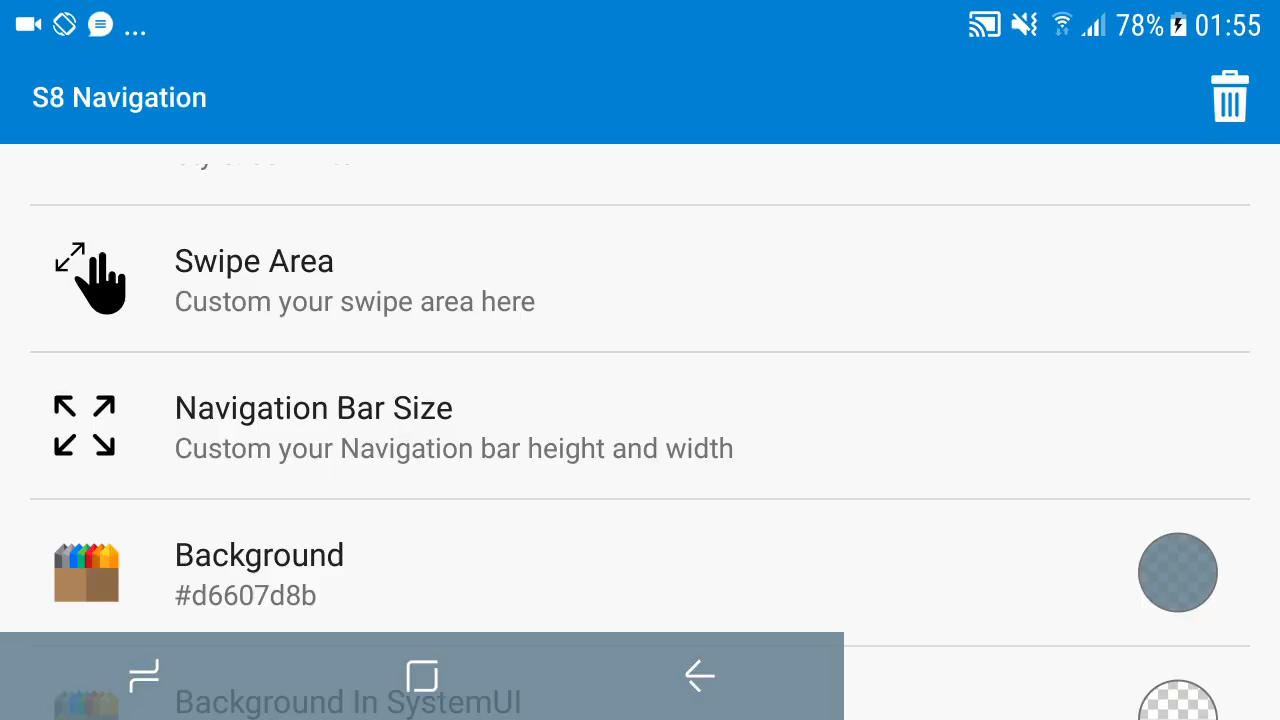 ... 78% 01:55
S8 Navigation
Swipe Area
Custom your swipe area here
Navigation Bar Size
Custom your Navigation bar height and width
Background
#d6607d8b
Background In SystemUI